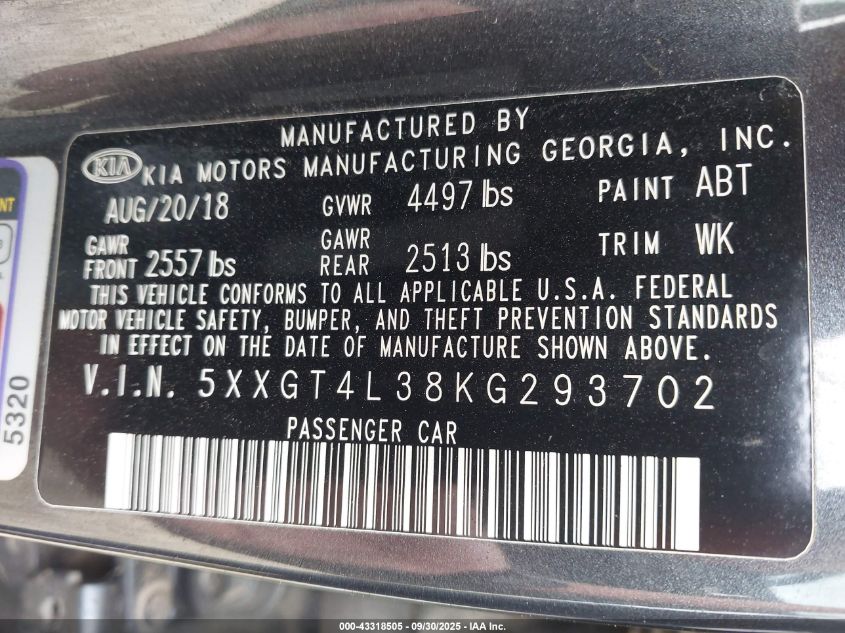 MANUFACTURED BY
KIA KIA MOTORS MANUFACTURING GEORGIA, INC.
AUG/20/18 GVWR 4497 lbs PAINT ABT
GAWR FRONT 2557 lbs GAWR REAR 2513 lbs TRIM WK
THIS VEHICLE CONFORMS TO ALL APPLICABLE U.S.A. FEDERAL
MOTOR VEHICLE SAFETY, BUMPER, AND THEFT PREVENTION STANDARDS
IN EFFECT ON THE DATE OF MANUFACTURE SHOWN ABOVE.
V.I.N. 5XXGT4L38KG293702
PASSENGER CAR
5320
000-43318505 - 09/30/2025 - IAA Inc.